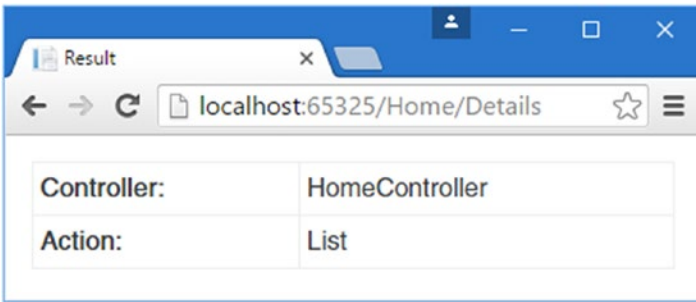 Result
localhost:65325/Home/Details
Controller: HomeController
Action: List